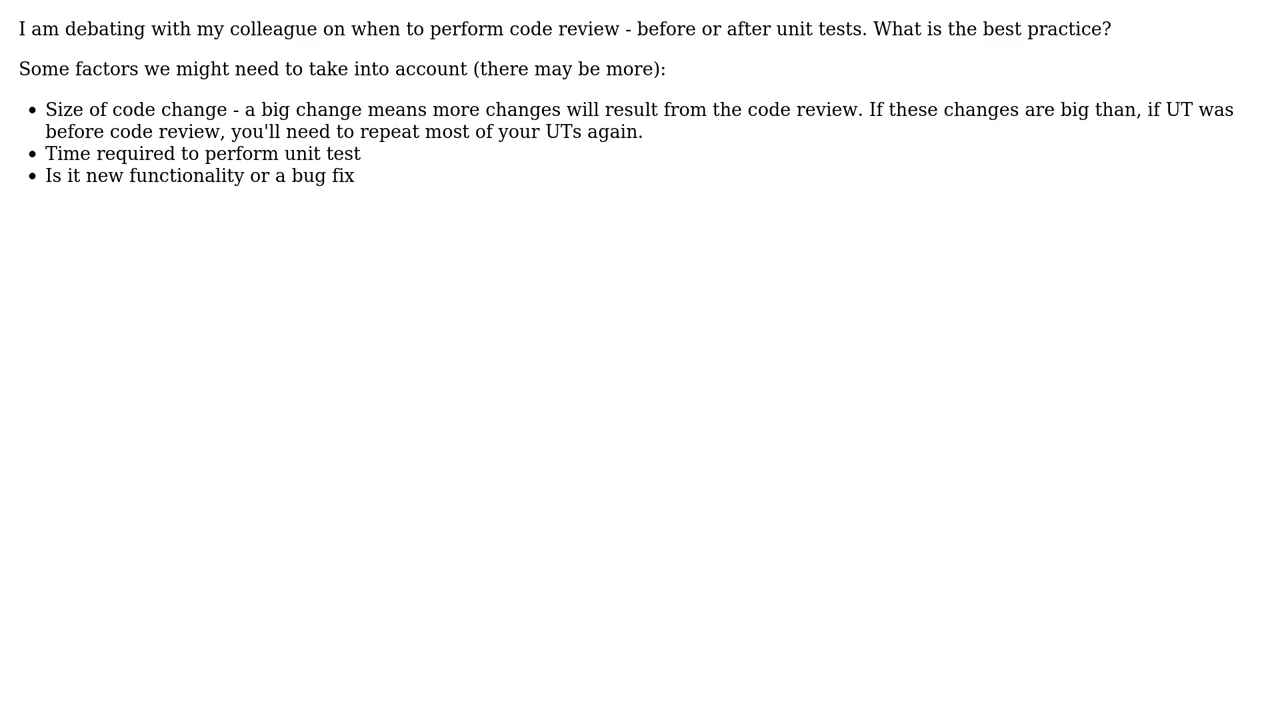 I am debating with my colleague on when to perform code review - before or after unit tests. What is the best practice?
Some factors we might need to take into account (there may be more):
• Size of code change - a big change means more changes will result from the code review. If these changes are big than, if UT was
before code review, you'll need to repeat most of your UTs again.
• Time required to perform unit test
• Is it new functionality or a bug fix